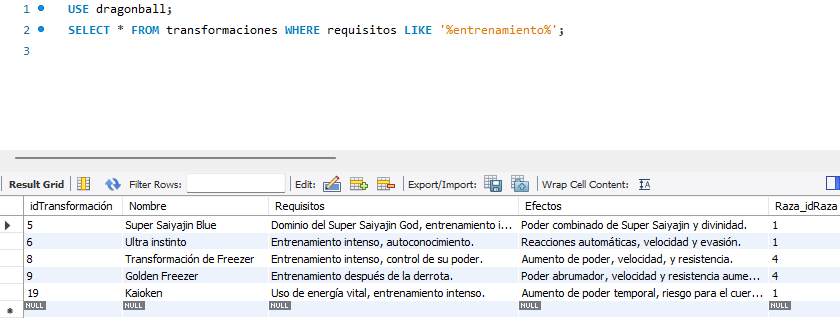 1 USE dragonball;
2 SELECT * FROM transformaciones WHERE requisitos LIKE '%entrenamiento%';
3
Result Grid Filter Rows: Edit: Export/Import: Wrap Cell Content:
idTransformación Nombre Requisitos Efectos Raza_idRaza
5 Super Saiyajin Blue Dominio del Super Saiyajin God, entrenamiento i... Poder combinado de Super Saiyajin y divinidad. 1
6 Ultra instinto Entrenamiento intenso, autoconocimiento. Reacciones automáticas, velocidad y evasión. 1
8 Transformación de Freezer Entrenamiento intenso, control de su poder. Aumento de poder, velocidad, y resistencia. 4
9 Golden Freezer Entrenamiento después de la derrota. Poder abrumador, velocidad y resistencia aume... 4
19 Kaioken Uso de energía vital, entrenamiento intenso. Aumento de poder temporal, riesgo para el cuer... 1
NULL NULL NULL NULL NULL